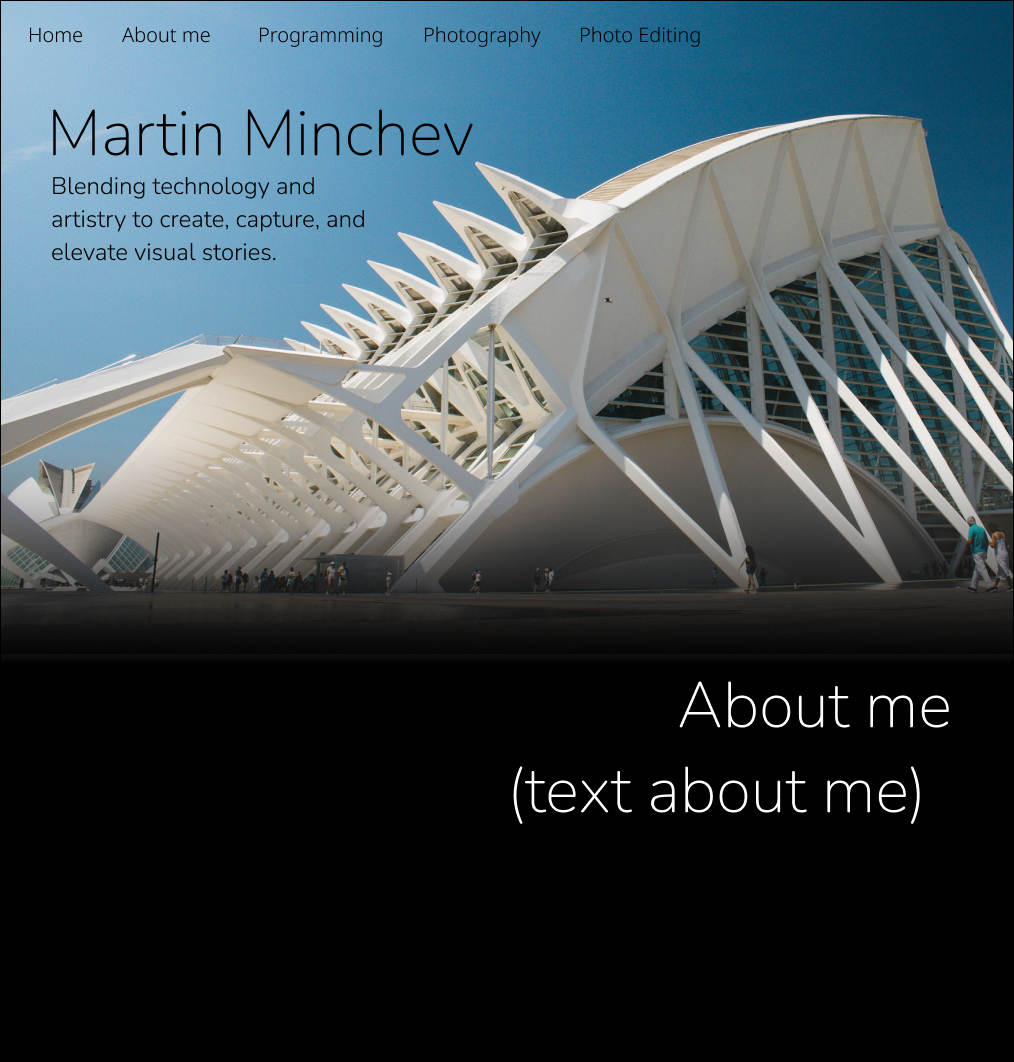 Home About me Programming Photography Photo Editing
Martin Minchev
Blending technology and
artistry to create, capture, and
elevate visual stories.
About me
(text about me)